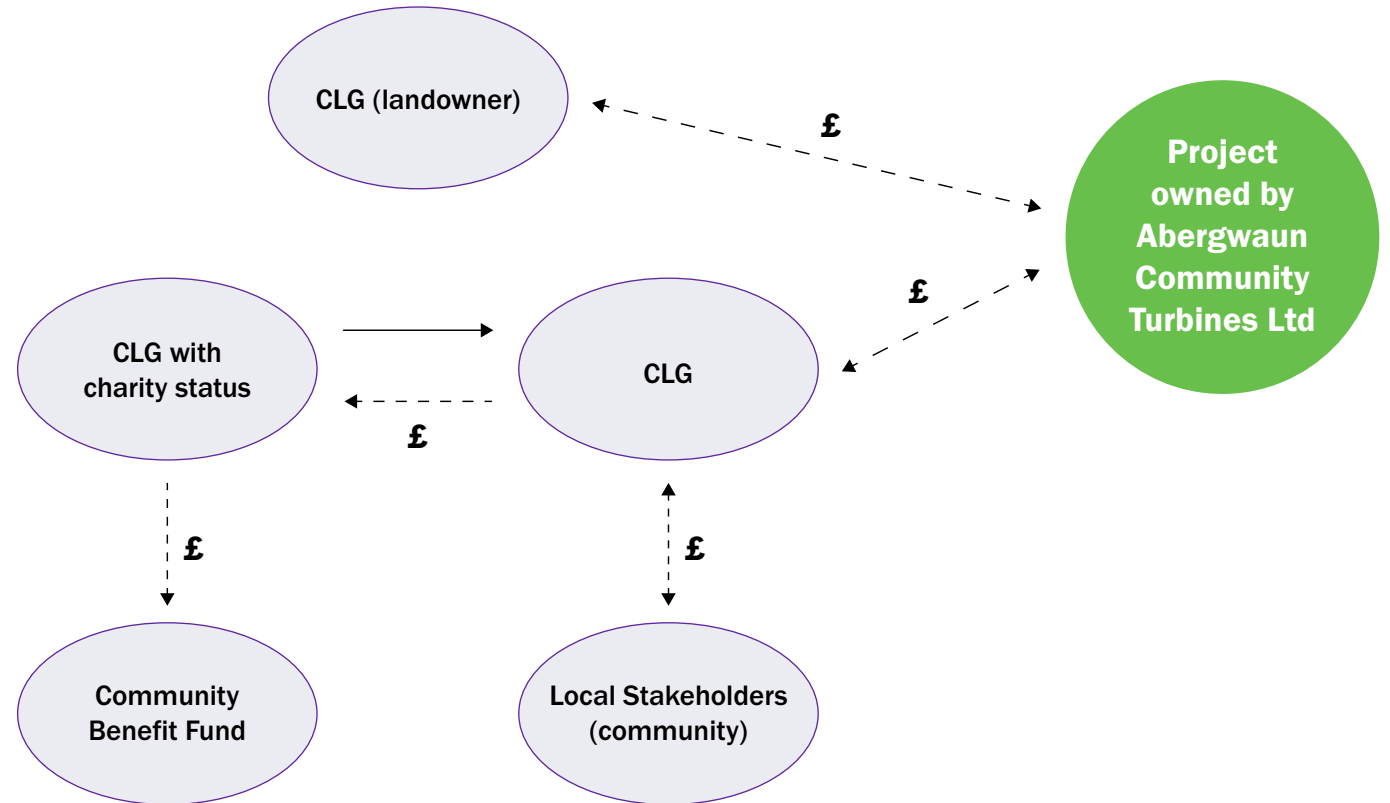 CLG (landowner)
£
Project
owned by
Abergwaun
Community
Turbines Ltd
£
CLG with
charity status
CLG
£
£
£
Community
Benefit Fund
Local Stakeholders
(community)